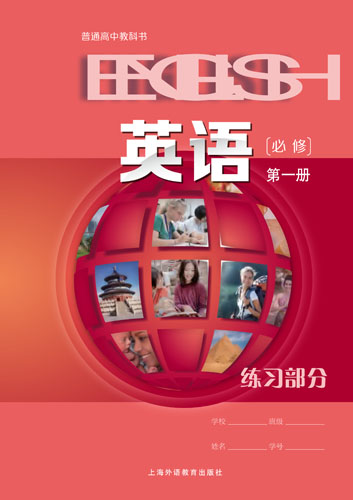 普通高中教科书
ENGLISH
英语
[必修]
第一册
练习部分
学校 班级
姓名 学号
上海外语教育出版社